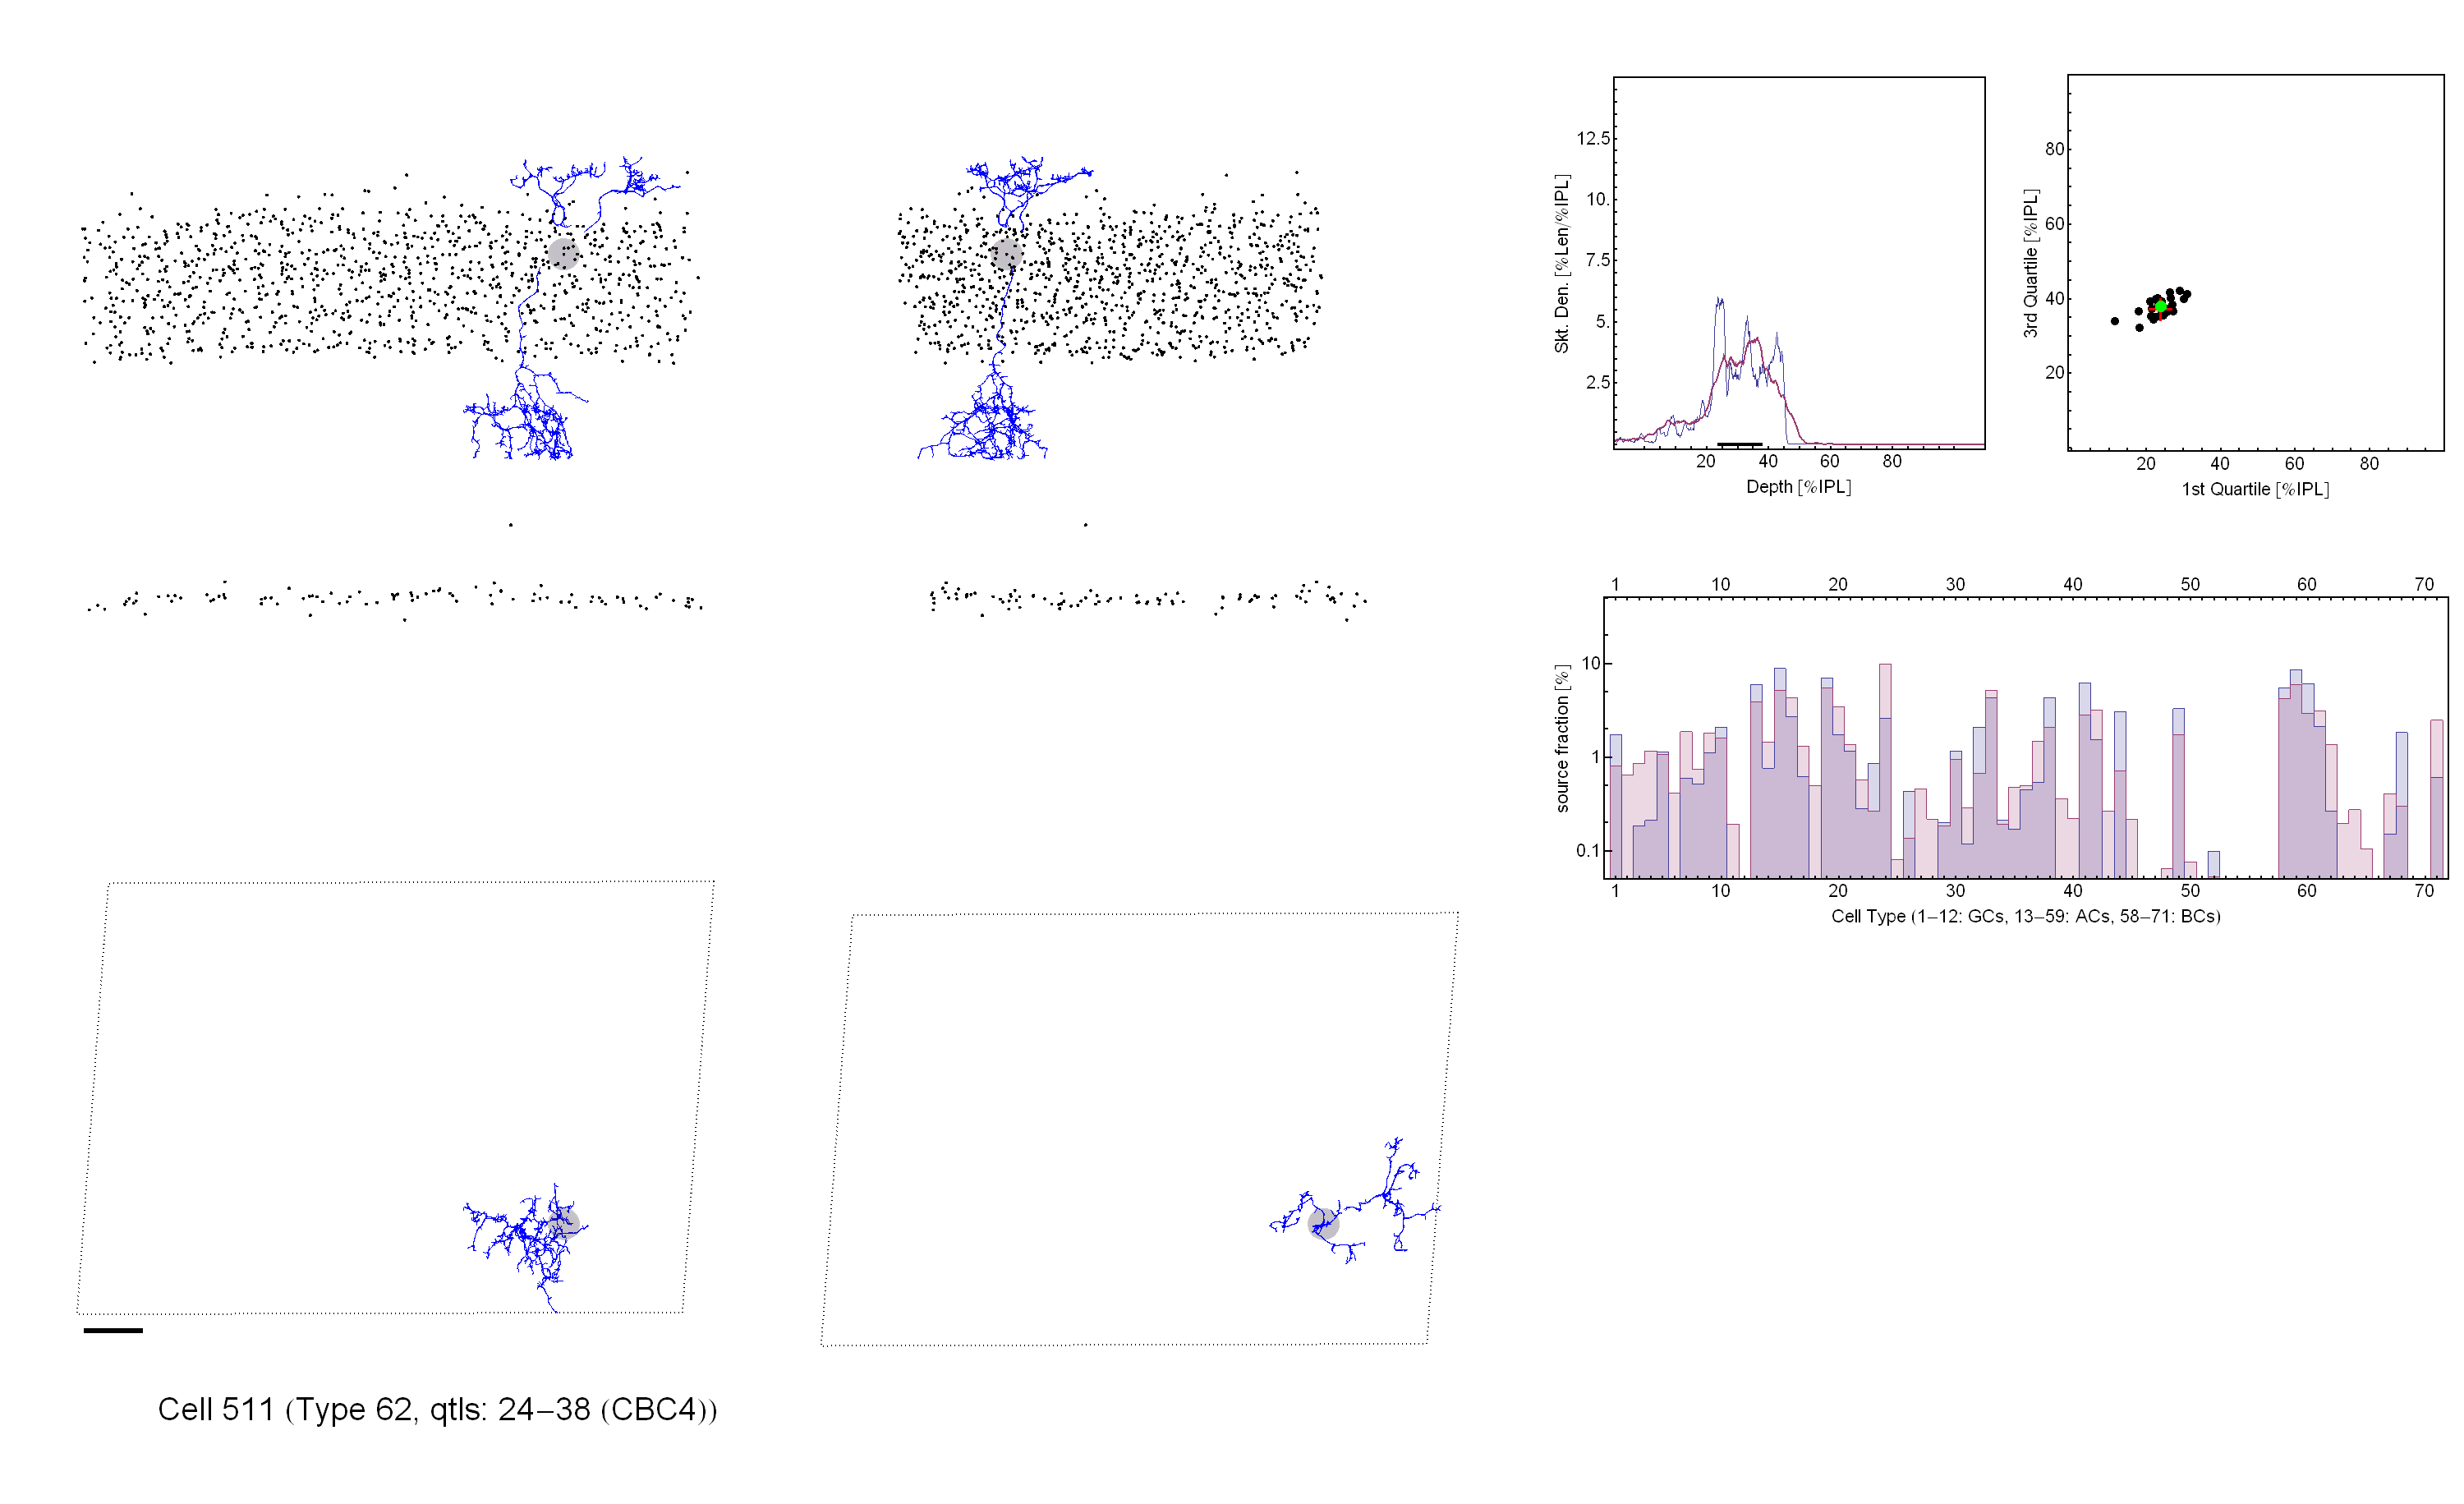 12.5
10.
7.5
5.
2.5
Skt. Den. [%Len/%IPL]
20 40 60 80
Depth [%IPL]
80
60
40
20
3rd Quartile [%IPL]
20 40 60 80
1st Quartile [%IPL]
1 10 20 30 40 50 60 70
10
1
0.1
source fraction [%]
1 10 20 30 40 50 60 70
Cell Type (1–12: GCs, 13–59: ACs, 58–71: BCs)
Cell 511 (Type 62, qtls: 24–38 (CBC4))